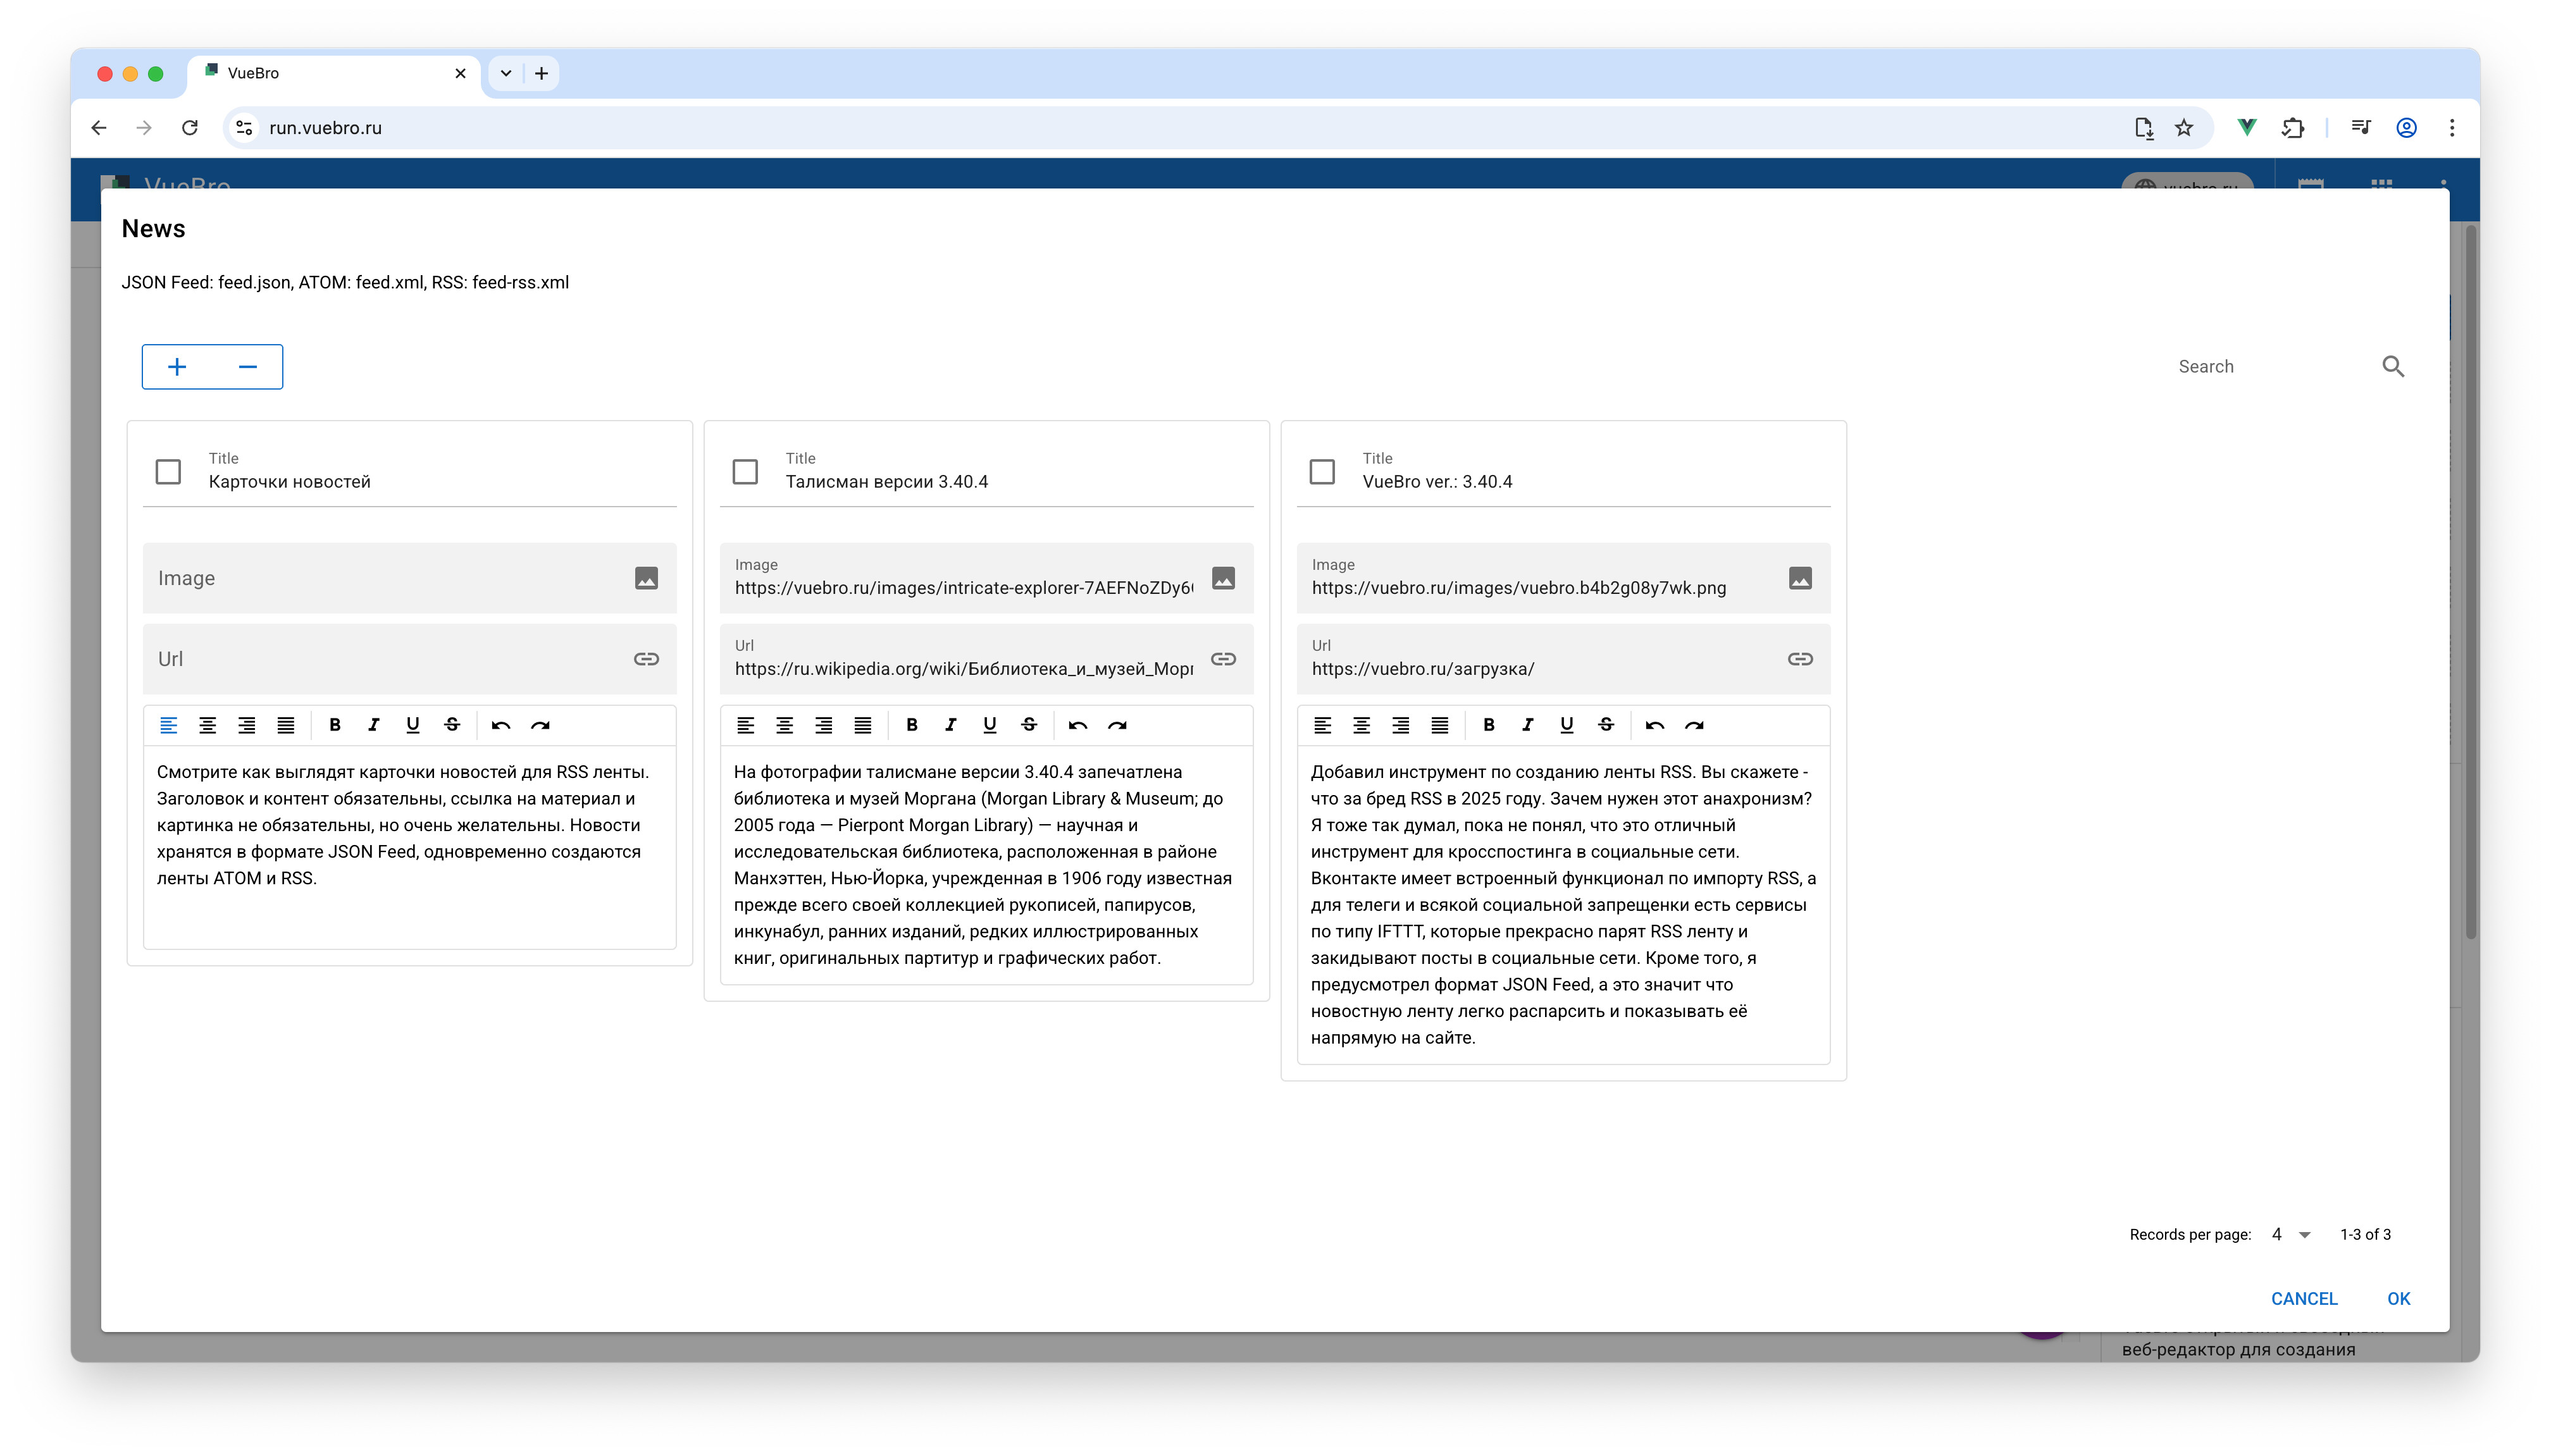 VueBro
run.vuebro.ru
VueBro
vuebro.ru
News
JSON Feed: feed.json, ATOM: feed.xml, RSS: feed-rss.xml
Search
Title
Карточки новостей
Image
Url
Смотрите как выглядят карточки новостей для RSS ленты.
Заголовок и контент обязательны, ссылка на материал и
картинка не обязательны, но очень желательны. Новости
хранятся в формате JSON Feed, одновременно создаются
ленты ATOM и RSS.
Title
Талисман версии 3.40.4
Image
https://vuebro.ru/images/intricate-explorer-7AEFNoZDy6
Url
https://ru.wikipedia.org/wiki/Библиотека_и_музей_Морг
На фотографии талисмане версии 3.40.4 запечатлена
библиотека и музей Моргана (Morgan Library & Museum; до
2005 года — Pierpont Morgan Library) — научная и
исследовательская библиотека, расположенная в районе
Манхэттен, Нью-Йорка, учрежденная в 1906 году известная
прежде всего своей коллекцией рукописей, папирусов,
инкунабул, ранних изданий, редких иллюстрированных
книг, оригинальных партитур и графических работ.
Title
VueBro ver.: 3.40.4
Image
https://vuebro.ru/images/vuebro.b4b2g08y7wk.png
Url
https://vuebro.ru/загрузка/
Добавил инструмент по созданию ленты RSS. Вы скажете -
что за бред RSS в 2025 году. Зачем нужен этот анахронизм?
Я тоже так думал, пока не понял, что это отличный
инструмент для кросспостинга в социальные сети.
Вконтакте имеет встроенный функционал по импорту RSS, а
для телеги и всякой социальной запрещенки есть сервисы
по типу IFTTT, которые прекрасно парят RSS ленту и
закидывают посты в социальные сети. Кроме того, я
предусмотрел формат JSON Feed, а это значит что
новостную ленту легко распарсить и показывать её
напрямую на сайте.
Records per page: 4 1-3 of 3
CANCEL OK
веб-редактор для создания